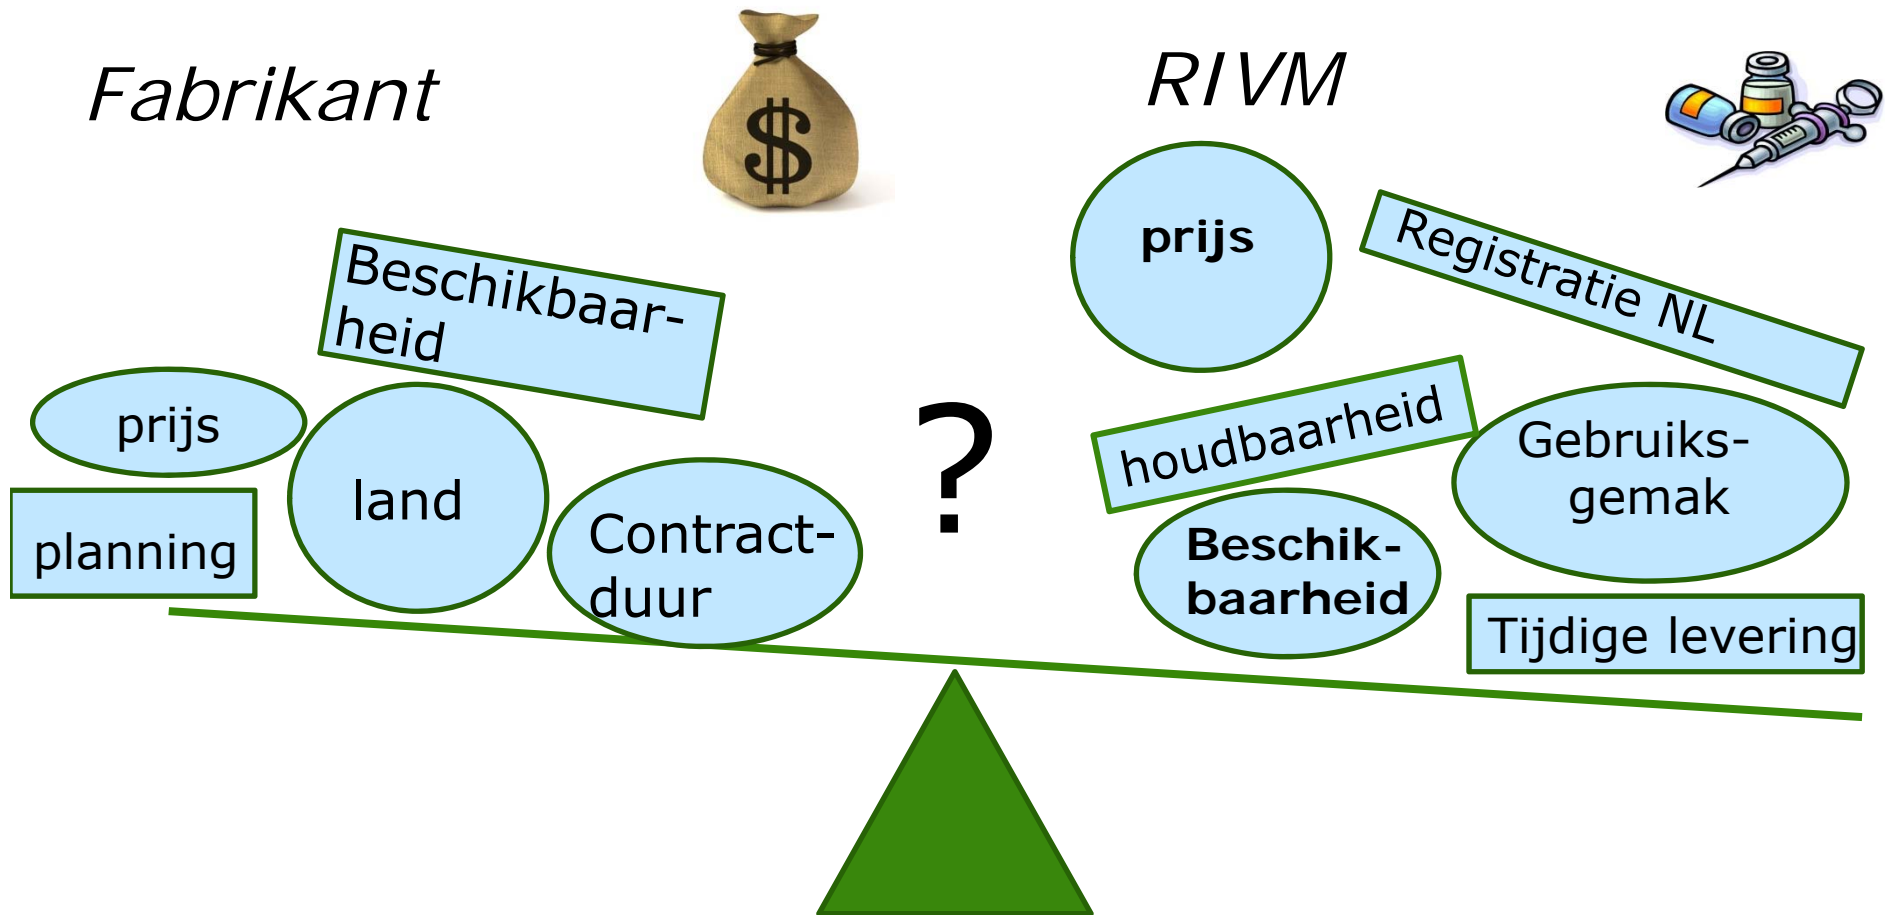 Fabrikant
$
RIVM
Beschikbaar-
heid
prijs
land
planning
Contract-
duur
?
prijs
Registratie NL
houdbaarheid
Gebruiks-
gemak
Beschik-
baarheid
Tijdige levering